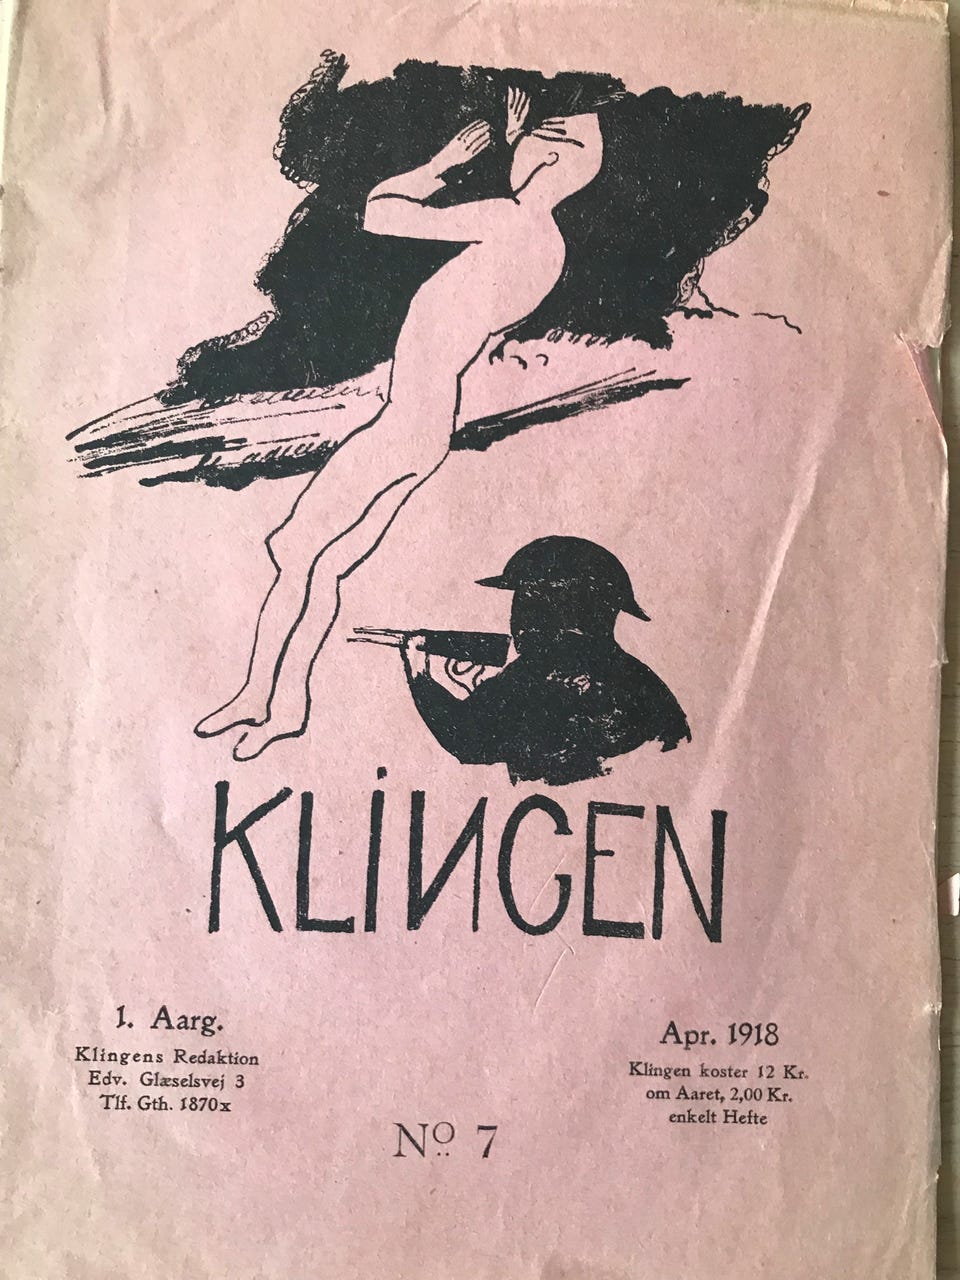 KLiNGEN
1. Aarg.
Klingens Redaktion
Edv. Glæselsvej 3
Tlf. Gth. 1870x
Apr. 1918
Klingen koster 12 Kr.
om Aaret, 2,00 Kr.
enkelt Hefte
No 7